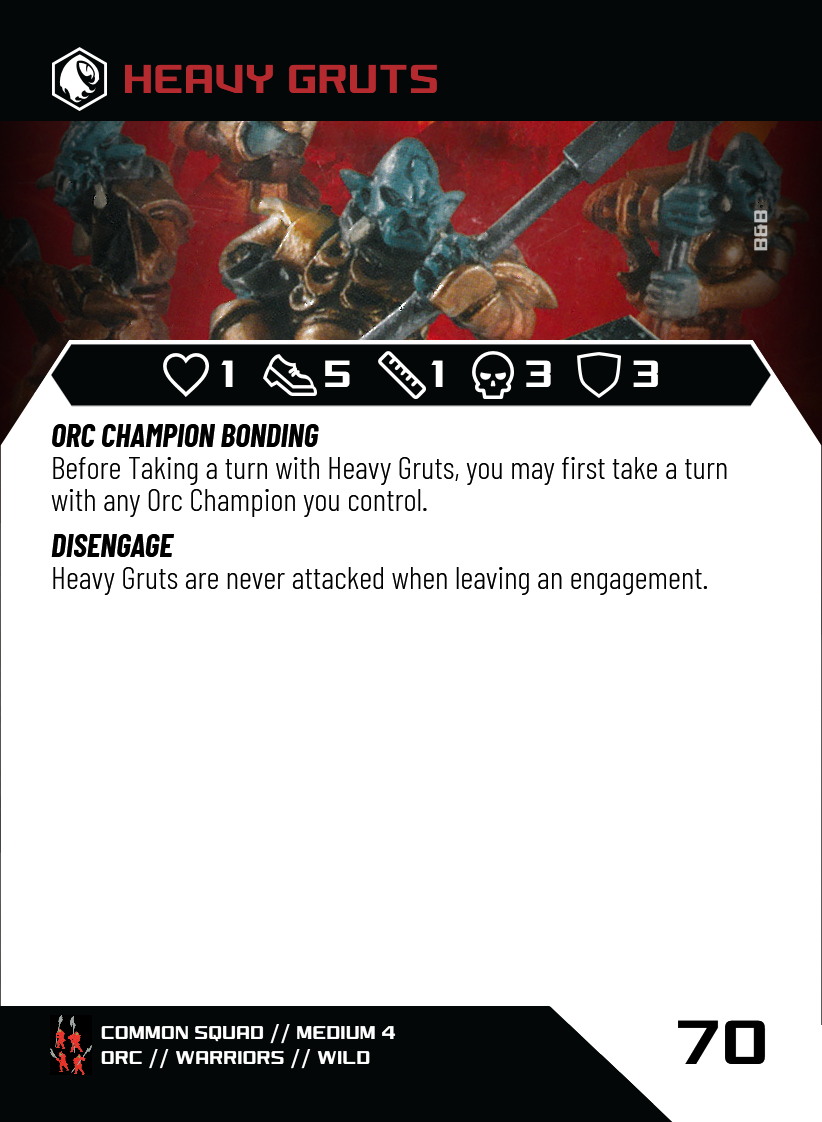 HEAVY GRUTS
B&B
1 5 1 3 3
ORC CHAMPION BONDING
Before Taking a turn with Heavy Gruts, you may first take a turn
with any Orc Champion you control.
DISENGAGE
Heavy Gruts are never attacked when leaving an engagement.
COMMON SQUAD // MEDIUM 4
ORC // WARRIORS // WILD
70